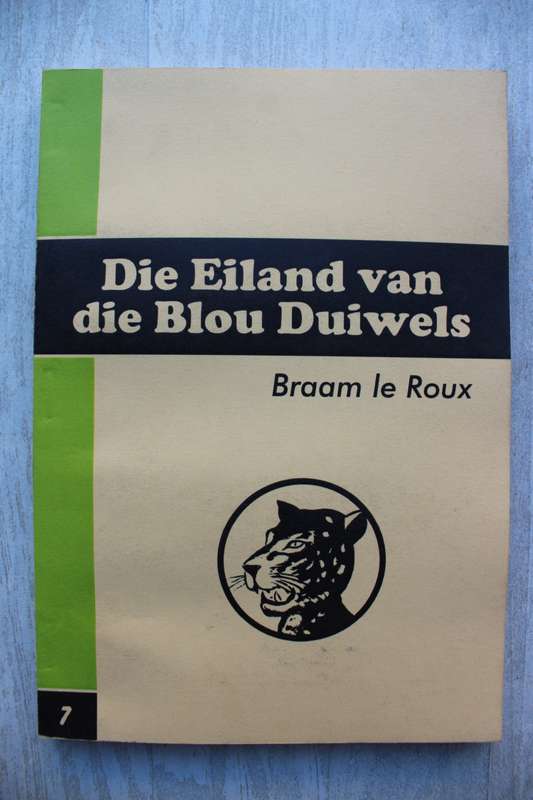 Die Eiland van
die Blou Duiwels
Braam le Roux
7